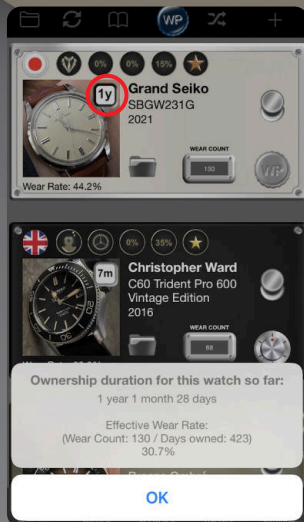 WP
0%
0%
15%
1y
Grand Seiko
SBGW231G
2021
WEAR COUNT
130
WP
Wear Rate: 44.2%
0%
35%
7m
Christopher Ward
C60 Trident Pro 600
Vintage Edition
2016
WEAR COUNT
88
Ownership duration for this watch so far:
1 year 1 month 28 days
Effective Wear Rate:
(Wear Count: 130 / Days owned: 423)
30.7%
OK